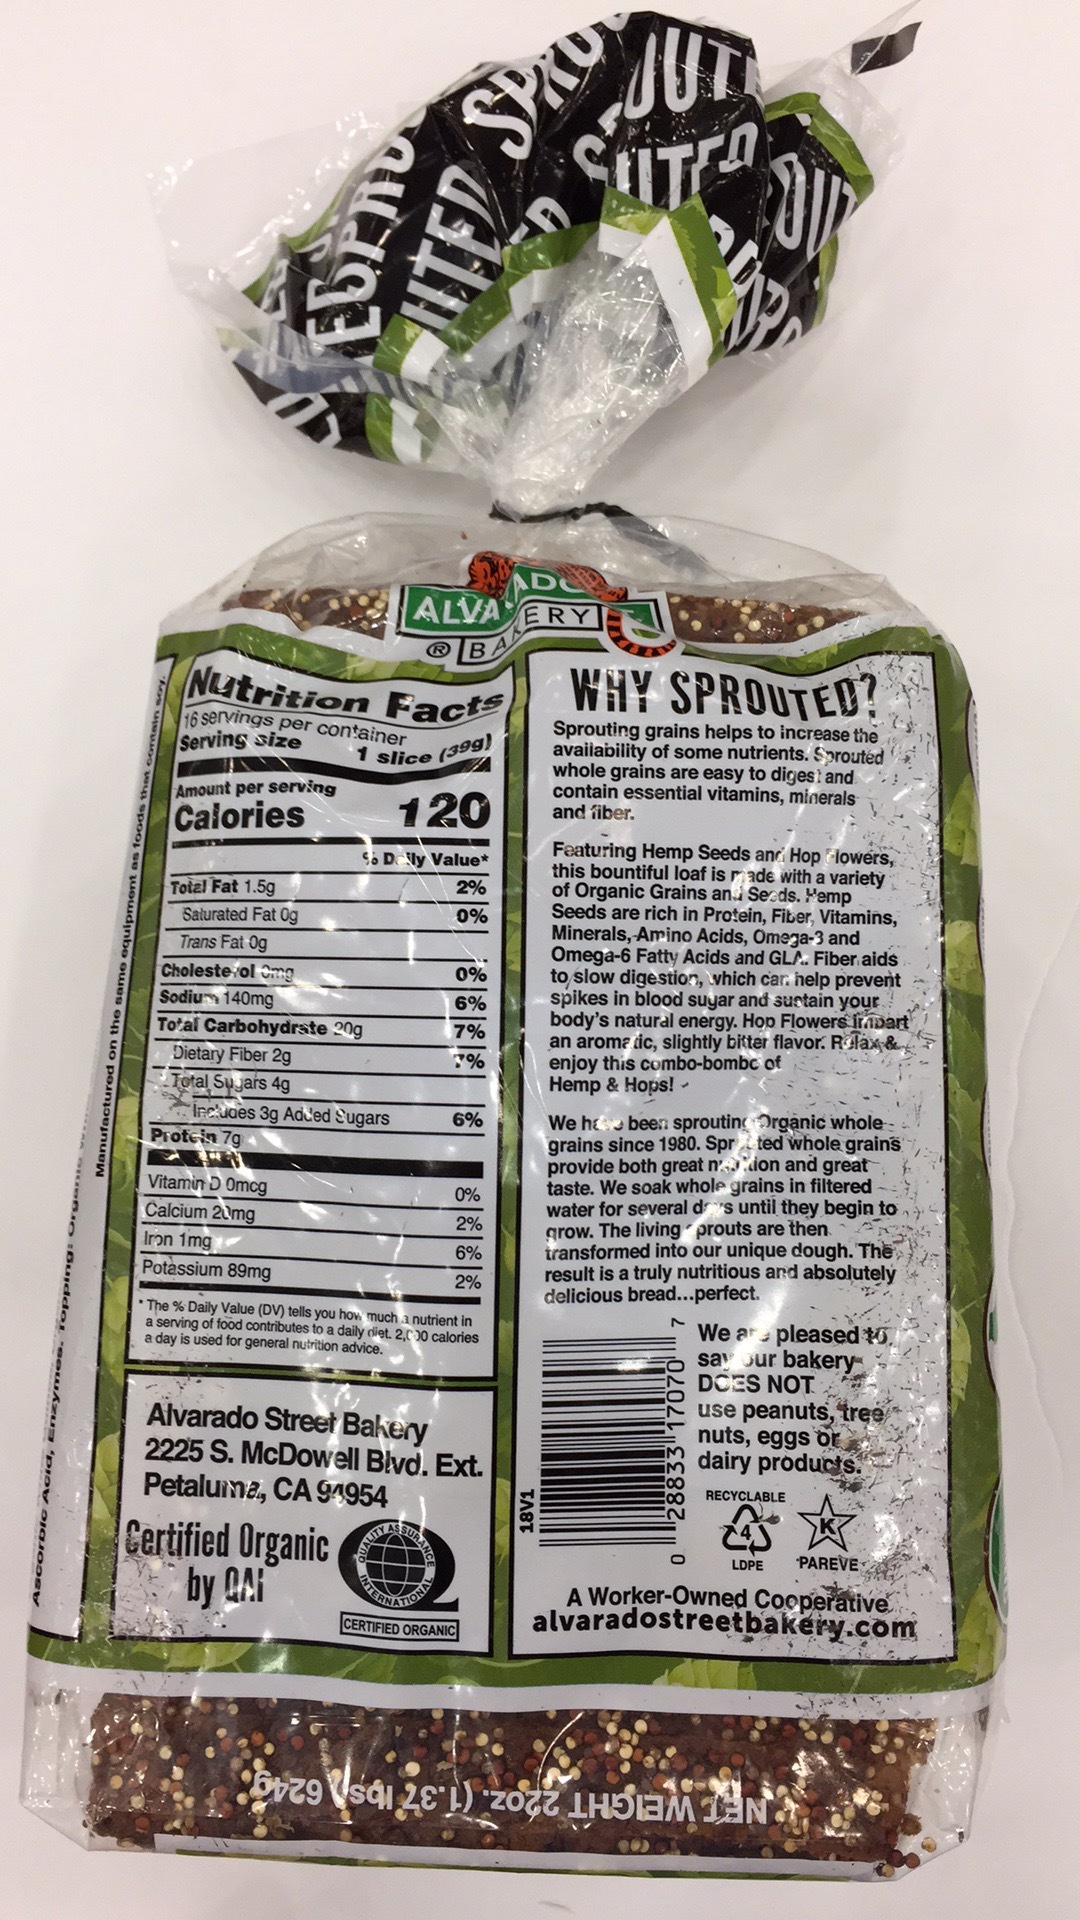 SPROUTED
ALVARADO
® BAKERY
Nutrition Facts
16 servings per container
Serving size 1 slice (39g)
Amount per serving
Calories 120
% Daily Value*
Total Fat 1.5g 2%
Saturated Fat 0g 0%
Trans Fat 0g
Cholesterol 0mg 0%
Sodium 140mg 6%
Total Carbohydrate 20g 7%
Dietary Fiber 2g 7%
Total Sugars 4g
Includes 3g Added Sugars 6%
Protein 7g
Vitamin D 0mcg 0%
Calcium 20mg 2%
Iron 1mg 6%
Potassium 89mg 2%
* The % Daily Value (DV) tells you how much a nutrient in
a serving of food contributes to a daily diet. 2,000 calories
a day is used for general nutrition advice.
Alvarado Street Bakery
2225 S. McDowell Blvd. Ext.
Petaluma, CA 94954
Certified Organic
by QAI
QUALITY ASSURANCE
INTERNATIONAL
CERTIFIED ORGANIC
Manufactured on the same equipment as foods that contain soy.
Ascorbic Acid, Enzymes. Topping: Organic
WHY SPROUTED?
Sprouting grains helps to increase the
availability of some nutrients. Sprouted
whole grains are easy to digest and
contain essential vitamins, minerals
and fiber.
Featuring Hemp Seeds and Hop Flowers,
this bountiful loaf is made with a variety
of Organic Grains and Seeds. Hemp
Seeds are rich in Protein, Fiber, Vitamins,
Minerals, Amino Acids, Omega-3 and
Omega-6 Fatty Acids and GLA. Fiber aids
to slow digestion, which can help prevent
spikes in blood sugar and sustain your
body's natural energy. Hop Flowers impart
an aromatic, slightly bitter flavor. Relax &
enjoy this combo-bombo of
Hemp & Hops!
We have been sprouting Organic whole
grains since 1980. Sprouted whole grains
provide both great nutrition and great
taste. We soak whole grains in filtered
water for several days until they begin to
grow. The living sprouts are then
transformed into our unique dough. The
result is a truly nutritious and absolutely
delicious bread...perfect.
18V1
0 28833 17070 7
We are pleased to
say our bakery
DOES NOT
use peanuts, tree
nuts, eggs or
dairy products.
RECYCLABLE
4
LDPE
K
PAREVE
A Worker-Owned Cooperative
alvaradostreetbakery.com
NET WEIGHT 22oz. (1.37 lbs) 624g